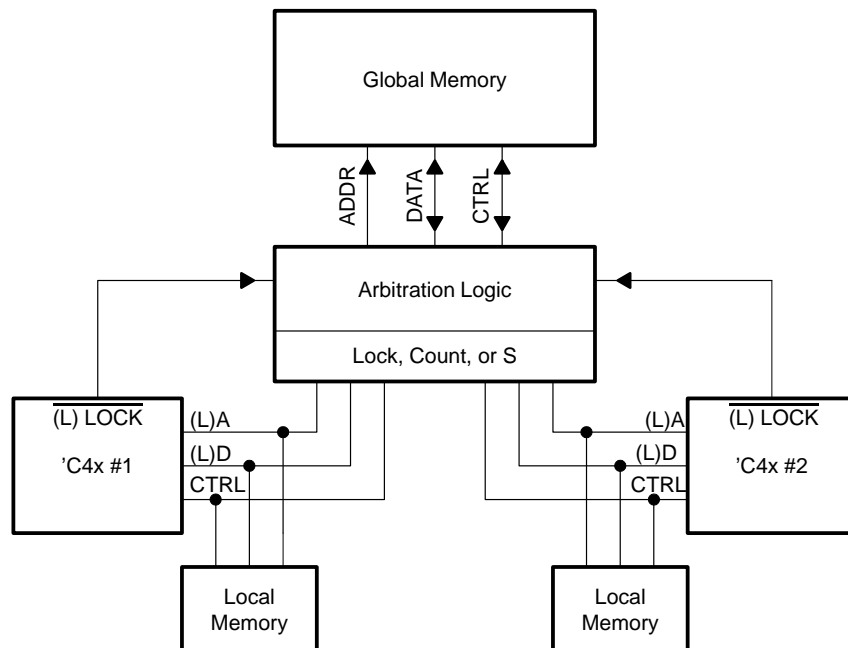 Global Memory
ADDR
DATA
CTRL
Arbitration Logic
Lock, Count, or S
(L) LOCK
'C4x #1
(L)A
(L)D
CTRL
(L)A
(L)D
CTRL
(L) LOCK
'C4x #2
Local
Memory
Local
Memory